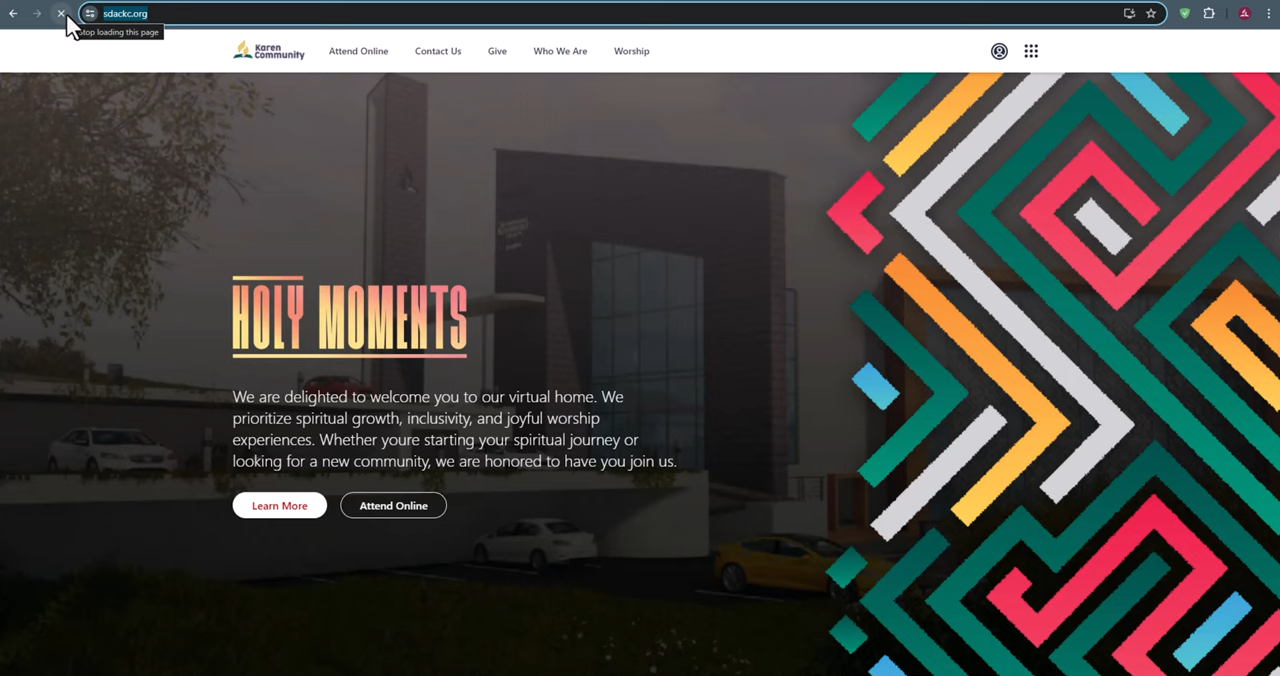 sdackc.org
top loading this page
Karen
Community
Attend Online
Contact Us
Give
Who We Are
Worship
HOLY MOMENTS
We are delighted to welcome you to our virtual home. We
prioritize spiritual growth, inclusivity, and joyful worship
experiences. Whether youre starting your spiritual journey or
looking for a new community, we are honored to have you join us.
Learn More
Attend Online